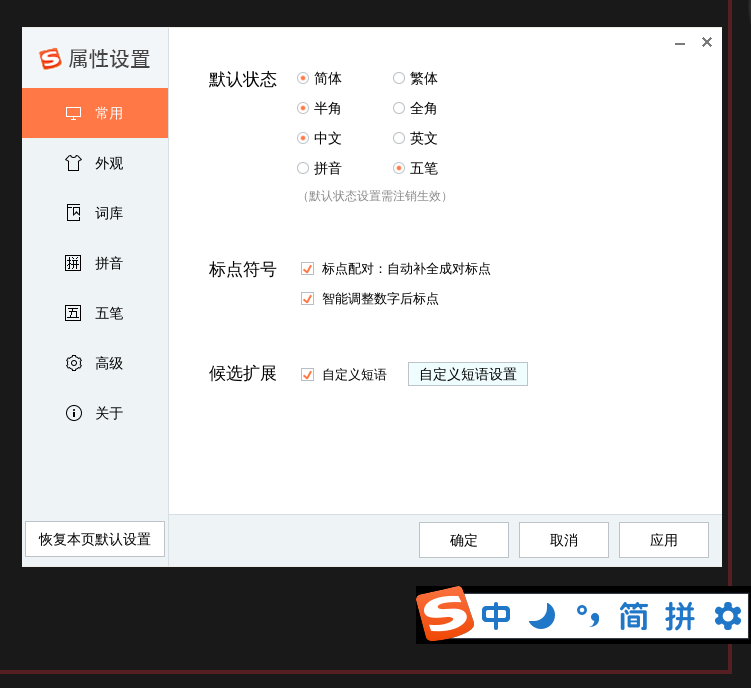 属性设置
常用
外观
词库
拼音
五笔
高级
关于
恢复本页默认设置
默认状态 简体 繁体
半角 全角
中文 英文
拼音 五笔
（默认状态设置需注销生效）
标点符号 标点配对：自动补全成对标点
智能调整数字后标点
候选扩展 自定义短语 自定义短语设置
确定 取消 应用
中 简 拼